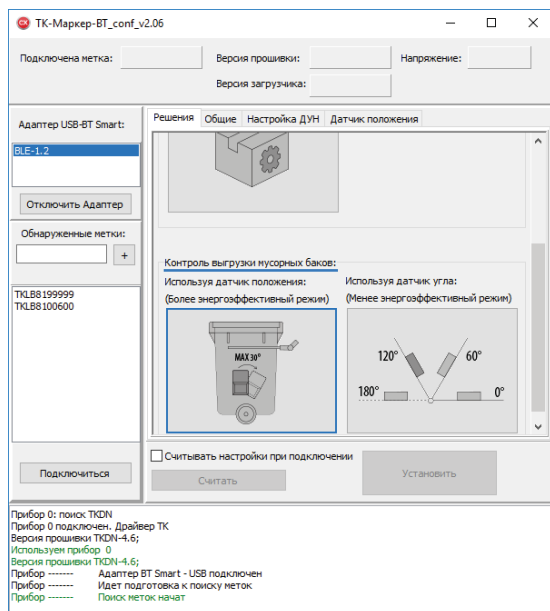 СК ТК-Маркер-BT_conf_v2.06
Подключена метка:
Версия прошивки:
Напряжение:
Версия загрузчика:
Адаптер USB-BT Smart:
BLE-1.2
Отключить Адаптер
Обнаруженные метки:
+
TKLB8199999
TKLB8100600
Подключиться
Решения Общие Настройка ДУН Датчик положения
Контроль выгрузки мусорных баков:
Используя датчик положения:
(Более энергоэффективный режим)
MAX 30°
Используя датчик угла:
(Менее энергоэффективный режим)
120° 60°
180° 0°
Считывать настройки при подключении
Считать
Установить
Прибор 0: поиск TKDN
Прибор 0 подключен. Драйвер ТК
Версия прошивки TKDN-4.6;
Используем прибор 0
Версия прошивки TKDN-4.6;
Прибор ------- Адаптер BT Smart - USB подключен
Прибор ------- Идет подготовка к поиску меток
Прибор ------- Поиск меток начат